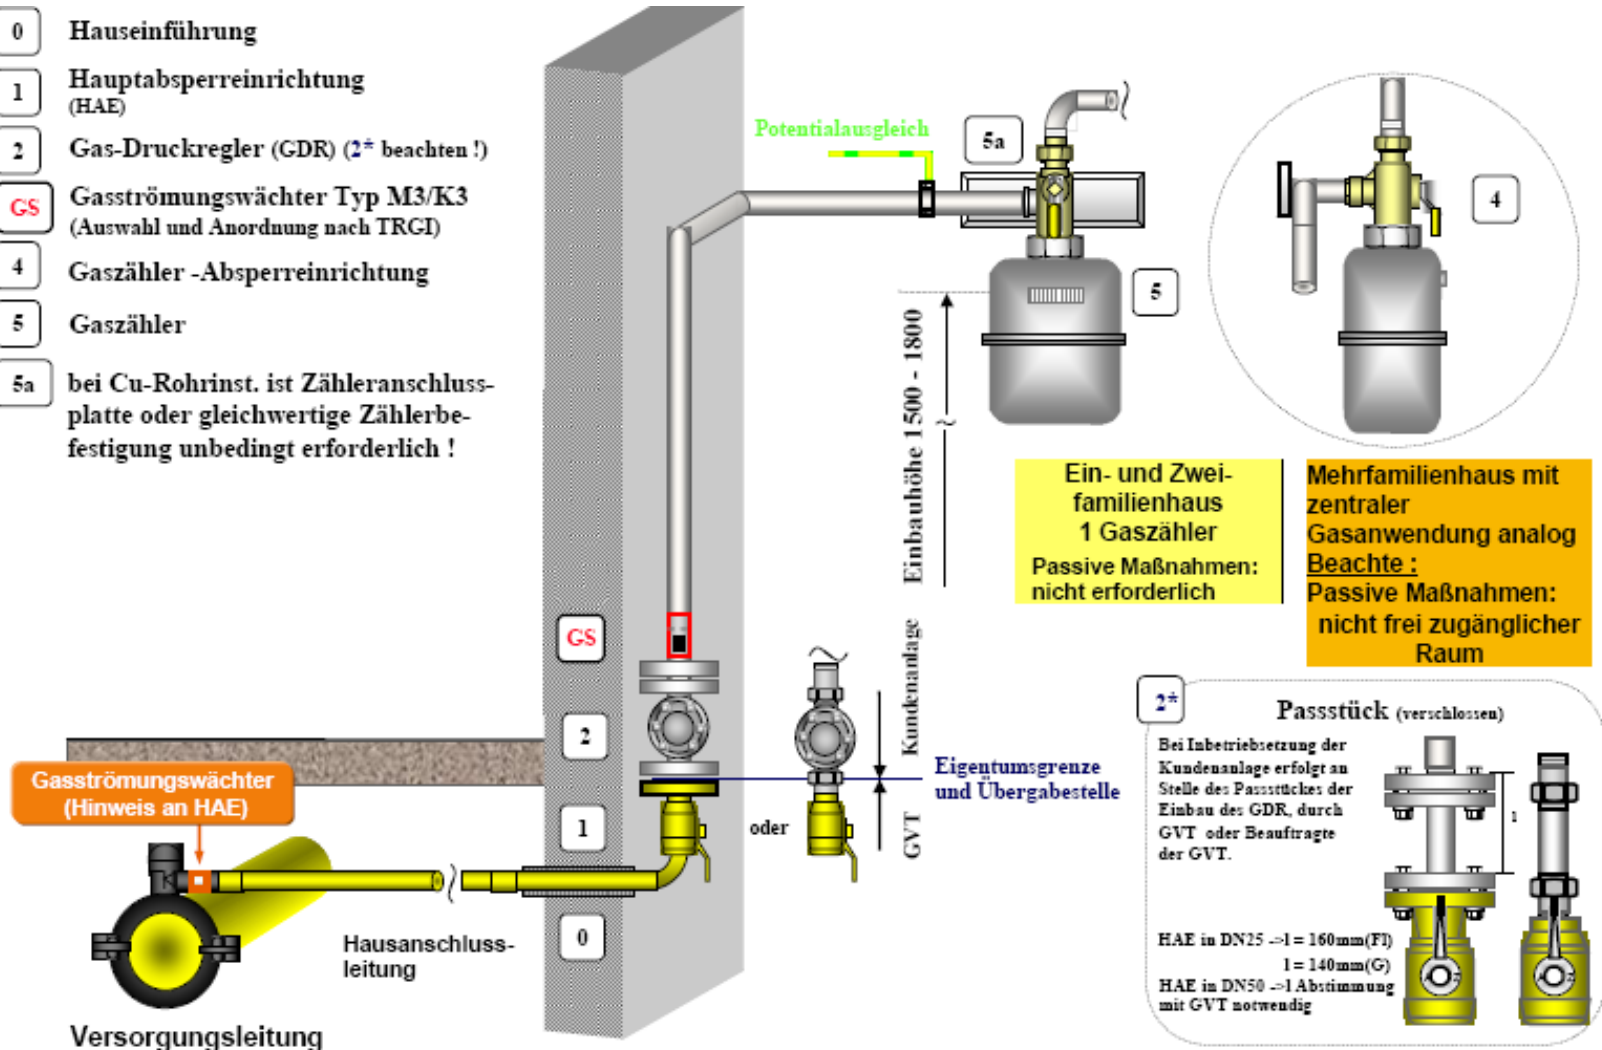 0 Hauseinführung
1 Hauptabsperreinrichtung
(HAE)
2 Gas-Druckregler (GDR) (2* beachten !)
GS Gasströmungswächter Typ M3/K3
(Auswahl und Anordnung nach TRGI)
4 Gaszähler -Absperreinrichtung
5 Gaszähler
5a bei Cu-Rohrinst. ist Zähleranschluss-
platte oder gleichwertige Zählerbe-
festigung unbedingt erforderlich !
Potentialausgleich
5a
4
5
Einbauhöhe 1500 - 1800
Ein- und Zwei-
familienhaus
1 Gaszähler
Passive Maßnahmen:
nicht erforderlich
Mehrfamilienhaus mit
zentraler
Gasanwendung analog
Beachte :
Passive Maßnahmen:
nicht frei zugänglicher
Raum
GS
2
1
0
Kundenanlage
GVT
oder
Eigentumsgrenze
und Übergabestelle
Gasströmungswächter
(Hinweis an HAE)
K
Hausanschluss-
leitung
Versorgungsleitung
2*
Passstück (verschlossen)
Bei Inbetriebsetzung der
Kundenanlage erfolgt an
Stelle des Passstückes der
Einbau des GDR, durch
GVT oder Beauftragte
der GVT.
l
HAE in DN25 ->l = 160mm(Fl)
l = 140mm(G)
HAE in DN50 ->l Abstimmung
mit GVT notwendig